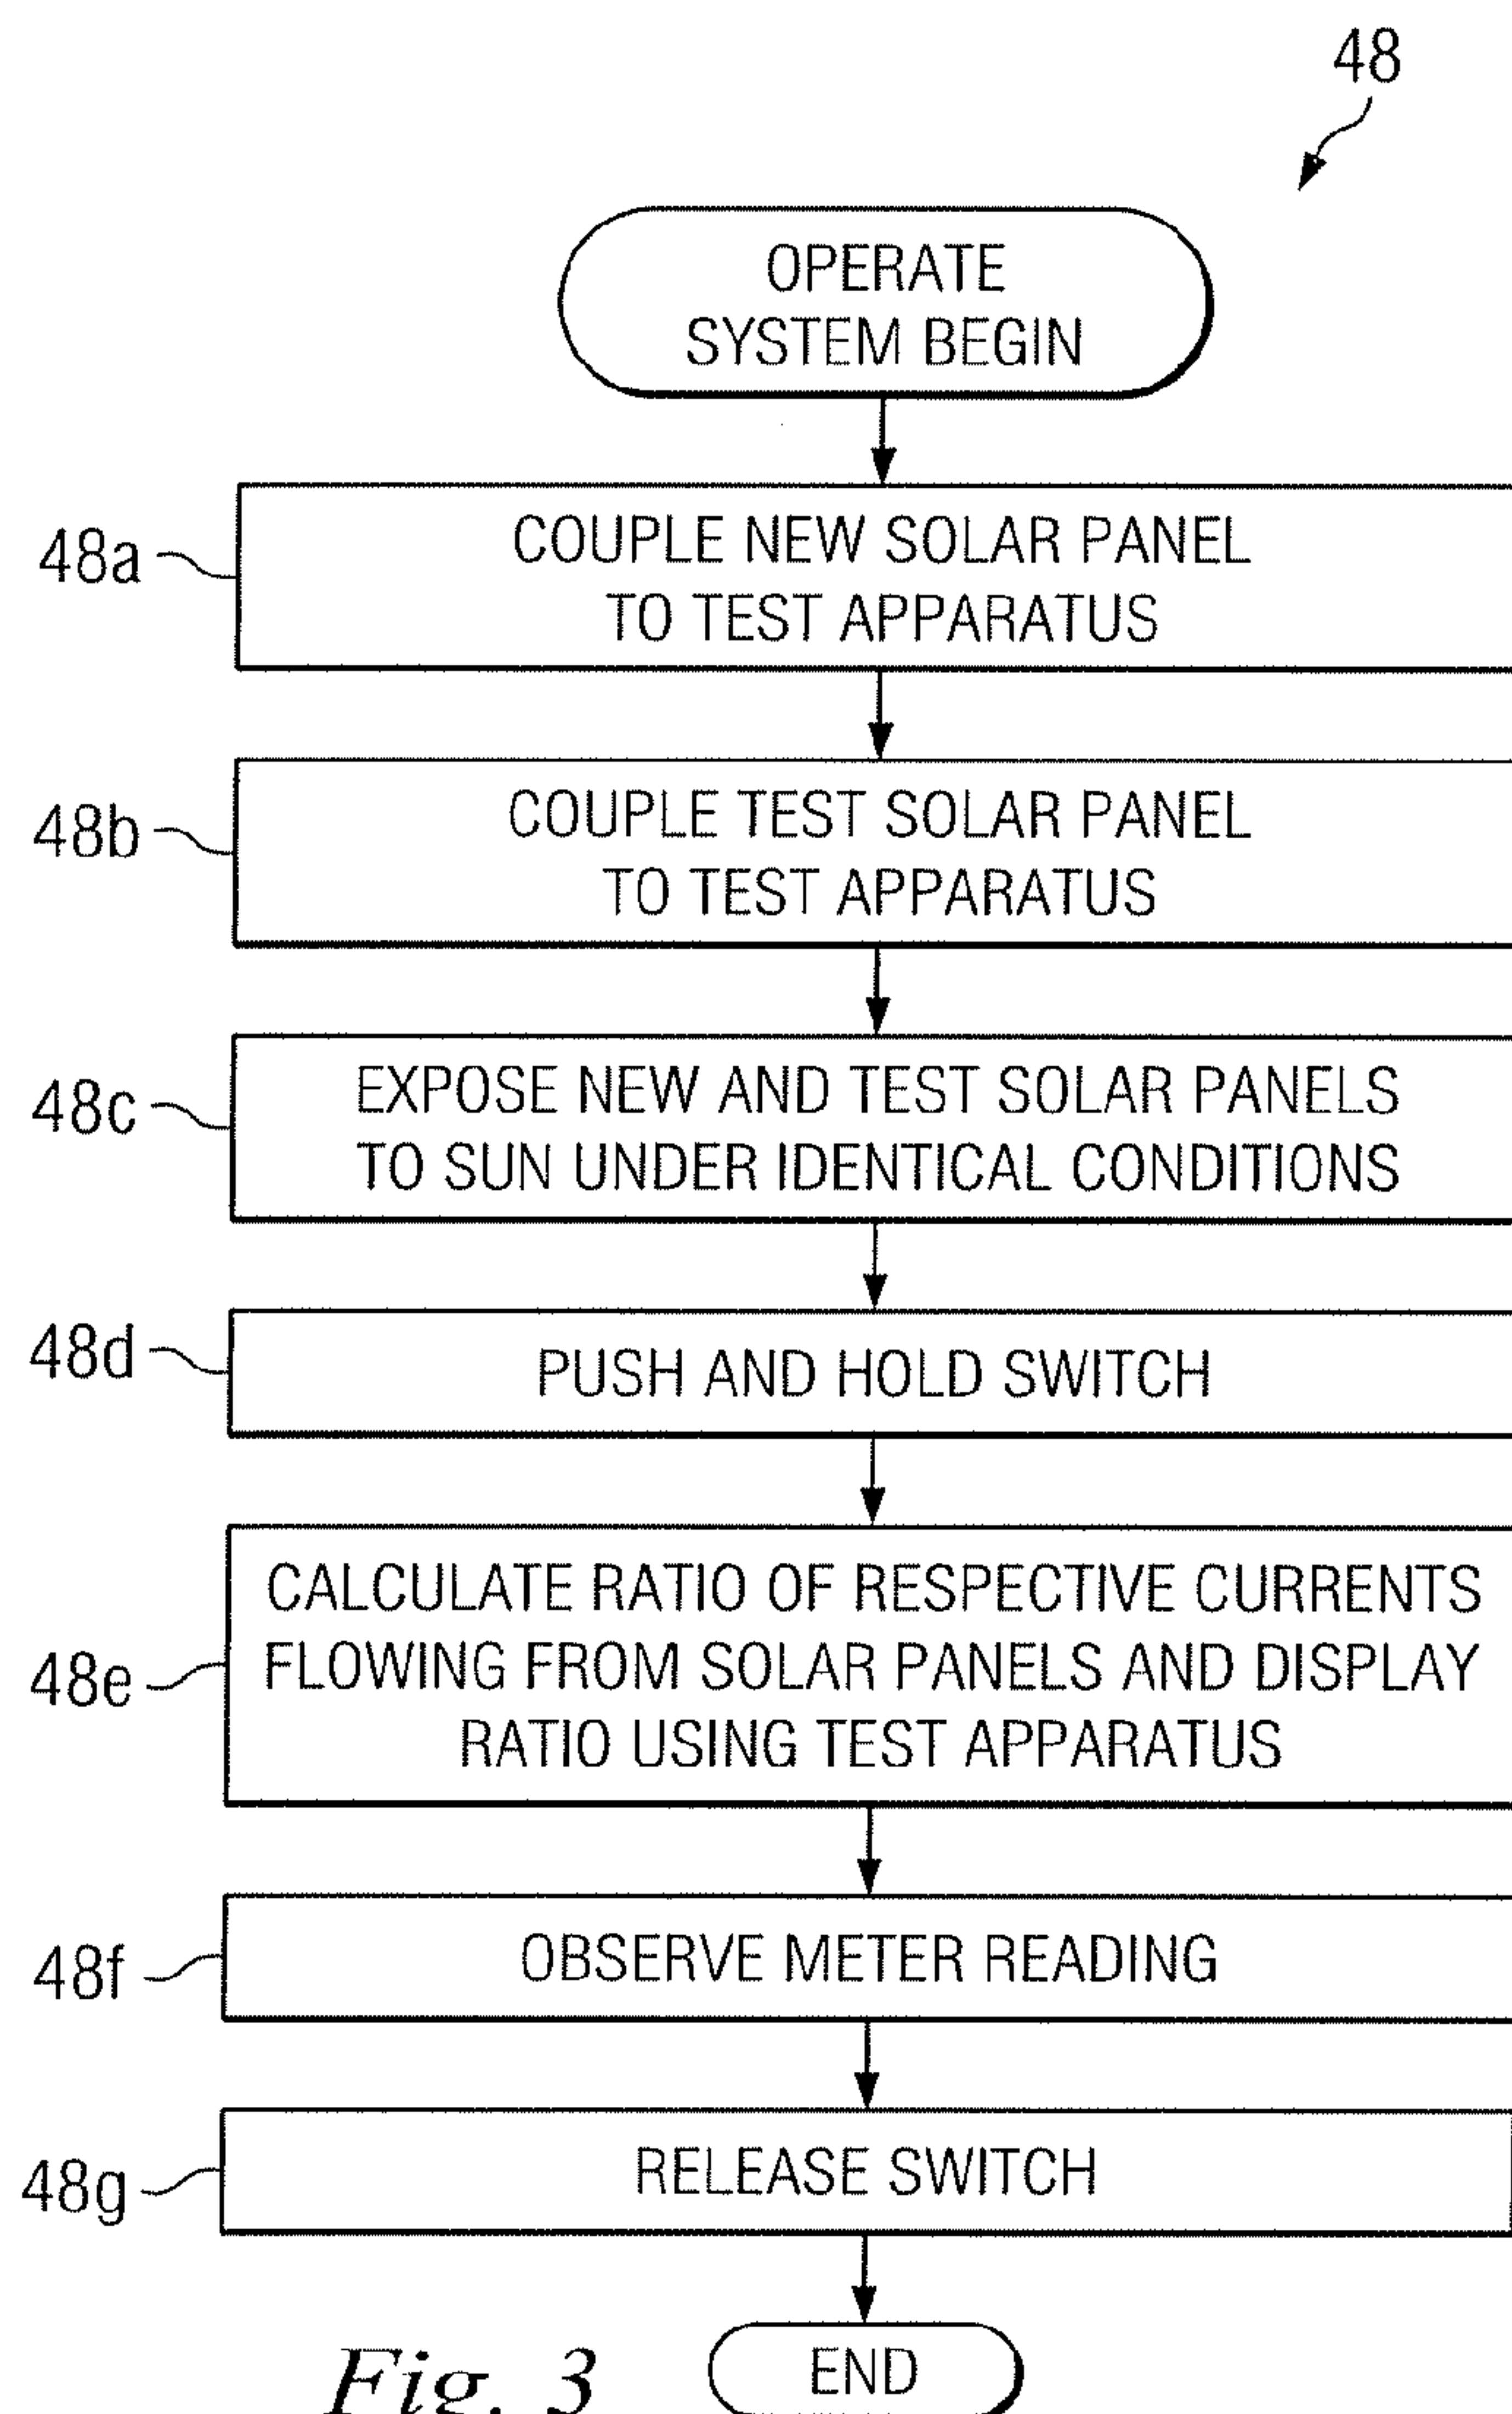 48
OPERATE
SYSTEM BEGIN
48a
COUPLE NEW SOLAR PANEL
TO TEST APPARATUS
48b
COUPLE TEST SOLAR PANEL
TO TEST APPARATUS
48c
EXPOSE NEW AND TEST SOLAR PANELS
TO SUN UNDER IDENTICAL CONDITIONS
48d
PUSH AND HOLD SWITCH
48e
CALCULATE RATIO OF RESPECTIVE CURRENTS
FLOWING FROM SOLAR PANELS AND DISPLAY
RATIO USING TEST APPARATUS
48f
OBSERVE METER READING
48g
RELEASE SWITCH
END
Fig. 3